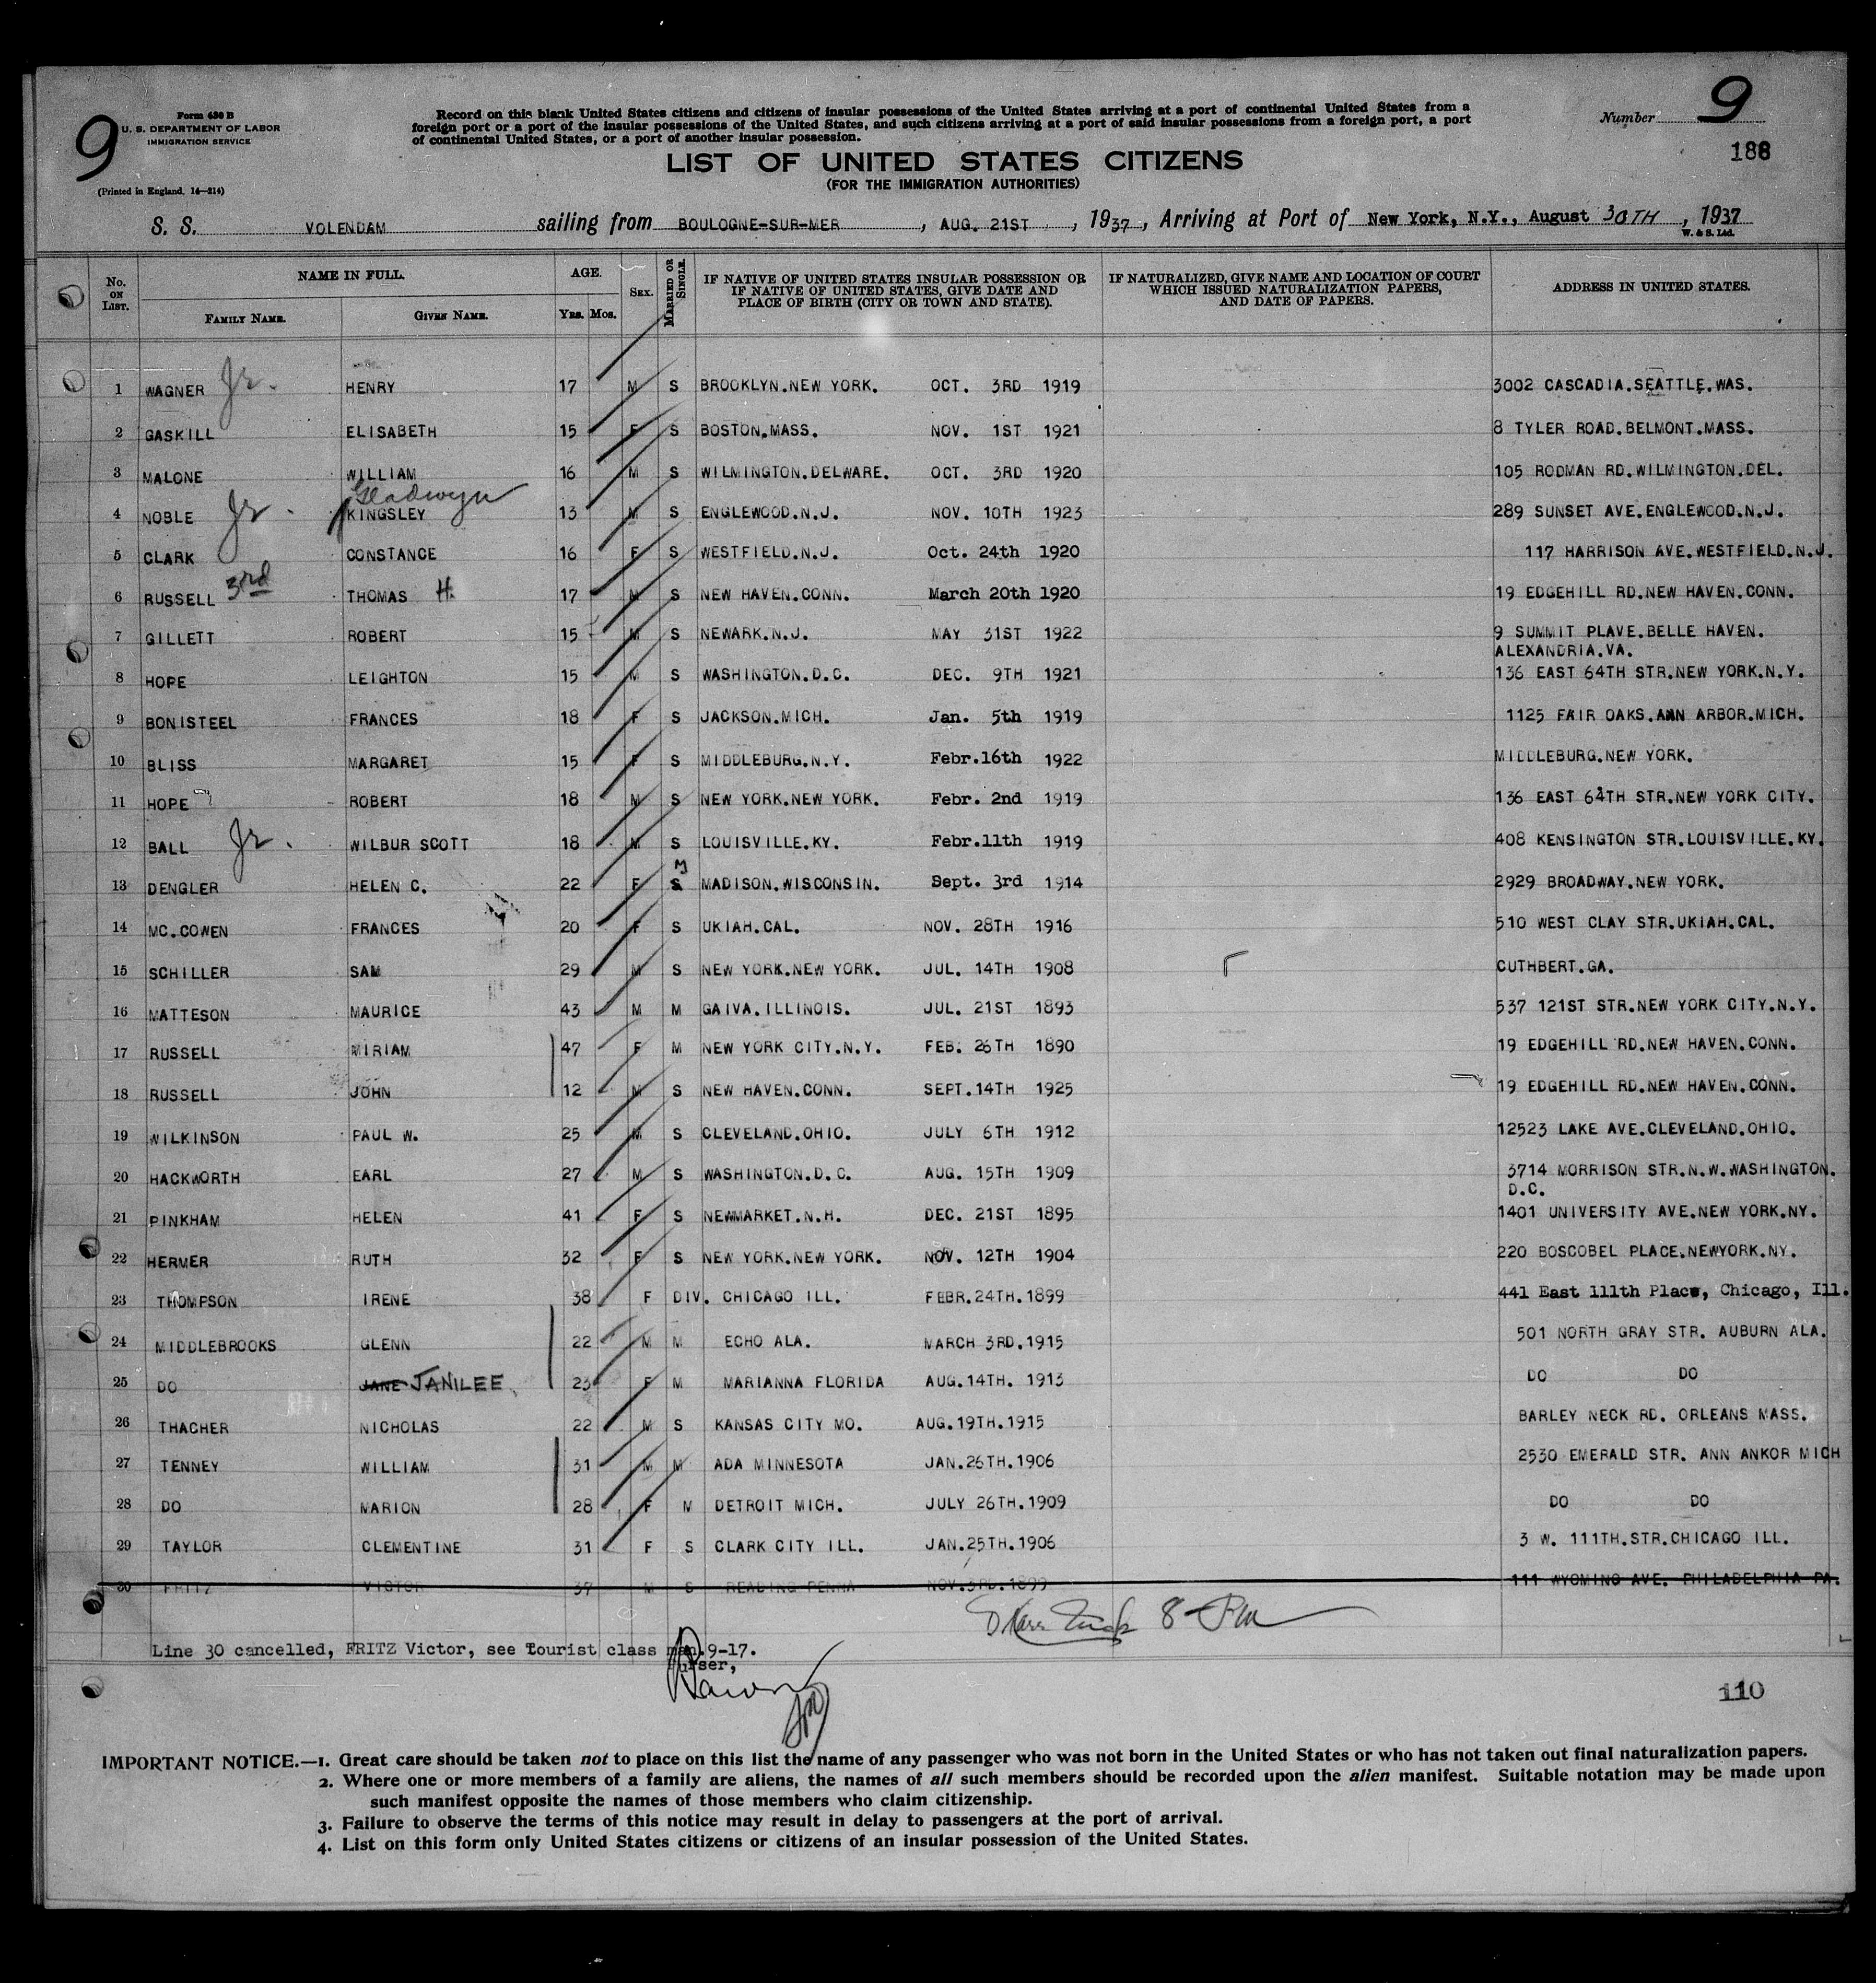 9
Form 630 B
U. S. DEPARTMENT OF LABOR
IMMIGRATION SERVICE
(Printed in England. 14—214)
Record on this blank United States citizens and citizens of insular possessions of the United States arriving at a port of continental United States from a
foreign port or a port of the insular possessions of the United States, and such citizens arriving at a port of said insular possessions from a foreign port, a port
of continental United States, or a port of another insular possession.
Number 9
188
LIST OF UNITED STATES CITIZENS
(FOR THE IMMIGRATION AUTHORITIES)
S. S. VOLENDAM sailing from BOULOGNE-SUR-MER, AUG. 21ST, 1937, Arriving at Port of New York, N.Y., August 30TH, 1937
W. & S. Ltd.
No. ON LIST. NAME IN FULL. FAMILY NAME. GIVEN NAME. AGE. YRS. MOS. SEX. MARRIED OR SINGLE. IF NATIVE OF UNITED STATES INSULAR POSSESSION OR IF NATIVE OF UNITED STATES, GIVE DATE AND PLACE OF BIRTH (CITY OR TOWN AND STATE). IF NATURALIZED, GIVE NAME AND LOCATION OF COURT WHICH ISSUED NATURALIZATION PAPERS, AND DATE OF PAPERS. ADDRESS IN UNITED STATES.
1 WAGNER Jr. HENRY 17 M S BROOKLYN.NEW YORK. OCT. 3RD 1919 3002 CASCADIA.SEATTLE.WAS.
2 GASKILL ELISABETH 15 F S BOSTON.MASS. NOV. 1ST 1921 8 TYLER ROAD.BELMONT.MASS.
3 MALONE WILLIAM 16 M S WILMINGTON.DELWARE. OCT. 3RD 1920 105 RODMAN RD.WILMINGTON.DEL.
Gladwyn
4 NOBLE Jr. KINGSLEY 13 M S ENGLEWOOD.N.J. NOV. 10TH 1923 289 SUNSET AVE.ENGLEWOOD.N.J.
5 CLARK CONSTANCE 16 F S WESTFIELD.N.J. Oct. 24th 1920 117 HARRISON AVE.WESTFIELD.N.J.
6 RUSSELL 3rd THOMAS H. 17 M S NEW HAVEN.CONN. March 20th 1920 19 EDGEHILL RD.NEW HAVEN.CONN.
7 GILLETT ROBERT 15 M S NEWARK.N.J. MAY 31ST 1922 9 SUMMIT PLAVE.BELLE HAVEN.
ALEXANDRIA.VA.
8 HOPE LEIGHTON 15 M S WASHINGTON.D.C. DEC. 9TH 1921 136 EAST 64TH STR.NEW YORK.N.Y.
9 BONISTEEL FRANCES 18 F S JACKSON.MICH. Jan. 5th 1919 1125 FAIR OAKS.ANN ARBOR.MICH.
10 BLISS MARGARET 15 F S MIDDLEBURG.N.Y. Febr.16th 1922 MIDDLEBURG.NEW YORK.
11 HOPE ROBERT 18 M S NEW YORK.NEW YORK. Febr. 2nd 1919 136 EAST 64TH STR.NEW YORK CITY.
12 BALL Jr. WILBUR SCOTT 18 M S LOUISVILLE.KY. Febr.11th 1919 408 KENSINGTON STR.LOUISVILLE.KY.
M
13 DENGLER HELEN C. 22 F S MADISON.WISCONSIN. Sept. 3rd 1914 2929 BROADWAY.NEW YORK.
14 MC.COWEN FRANCES 20 F S UKIAH.CAL. NOV. 28TH 1916 510 WEST CLAY STR.UKIAH.CAL.
15 SCHILLER SAM 29 M S NEW YORK.NEW YORK. JUL. 14TH 1908 CUTHBERT.GA.
16 MATTESON MAURICE 43 M M GAIVA.ILLINOIS. JUL. 21ST 1893 537 121ST STR.NEW YORK CITY.N.Y.
17 RUSSELL MIRIAM 47 F M NEW YORK CITY.N.Y. FEB. 26TH 1890 19 EDGEHILL RD.NEW HAVEN.CONN.
18 RUSSELL JOHN 12 M S NEW HAVEN.CONN. SEPT.14TH 1925 19 EDGEHILL RD.NEW HAVEN.CONN.
19 WILKINSON PAUL W. 25 M S CLEVELAND.OHIO. JULY 6TH 1912 12523 LAKE AVE.CLEVELAND.OHIO.
20 HACKWORTH EARL 27 M S WASHINGTON.D.C. AUG. 15TH 1909 3714 MORRISON STR.N.W.WASHINGTON.
D.C.
21 PINKHAM HELEN 41 F S NEWMARKET.N.H. DEC. 21ST 1895 1401 UNIVERSITY AVE.NEW YORK.NY.
22 HERMER RUTH 32 F S NEW YORK.NEW YORK. NOV. 12TH 1904 220 BOSCOBEL PLACE.NEWYORK.NY.
23 THOMPSON IRENE 38 F DIV. CHICAGO ILL. FEBR.24TH.1899 441 East 111th Place, Chicago, Ill.
24 MIDDLEBROOKS GLENN 22 M M ECHO ALA. MARCH 3RD.1915 501 NORTH GRAY STR. AUBURN ALA.
25 DO JANE JANILEE 23 F M MARIANNA FLORIDA AUG.14TH. 1913 DO DO
26 THACHER NICHOLAS 22 M S KANSAS CITY MO. AUG.19TH.1915 BARLEY NECK RD. ORLEANS MASS.
27 TENNEY WILLIAM 31 M M ADA MINNESOTA JAN.26TH.1906 2530 EMERALD STR. ANN ANKOR MICH
28 DO MARION 28 F M DETROIT MICH. JULY 26TH.1909 DO DO
29 TAYLOR CLEMENTINE 31 F S CLARK CITY ILL. JAN.25TH.1906 3 W. 111TH.STR.CHICAGO ILL.
30 FRITZ VICTOR 37 M S READING PENNA NOV.3RD.1899 111 WYOMING AVE. PHILADELPHIA PA.
8
Line 30 cancelled, FRITZ Victor, see tourist class man.9-17.
Purser,
110
IMPORTANT NOTICE.—1. Great care should be taken not to place on this list the name of any passenger who was not born in the United States or who has not taken out final naturalization papers.
2. Where one or more members of a family are aliens, the names of all such members should be recorded upon the alien manifest. Suitable notation may be made upon
such manifest opposite the names of those members who claim citizenship.
3. Failure to observe the terms of this notice may result in delay to passengers at the port of arrival.
4. List on this form only United States citizens or citizens of an insular possession of the United States.